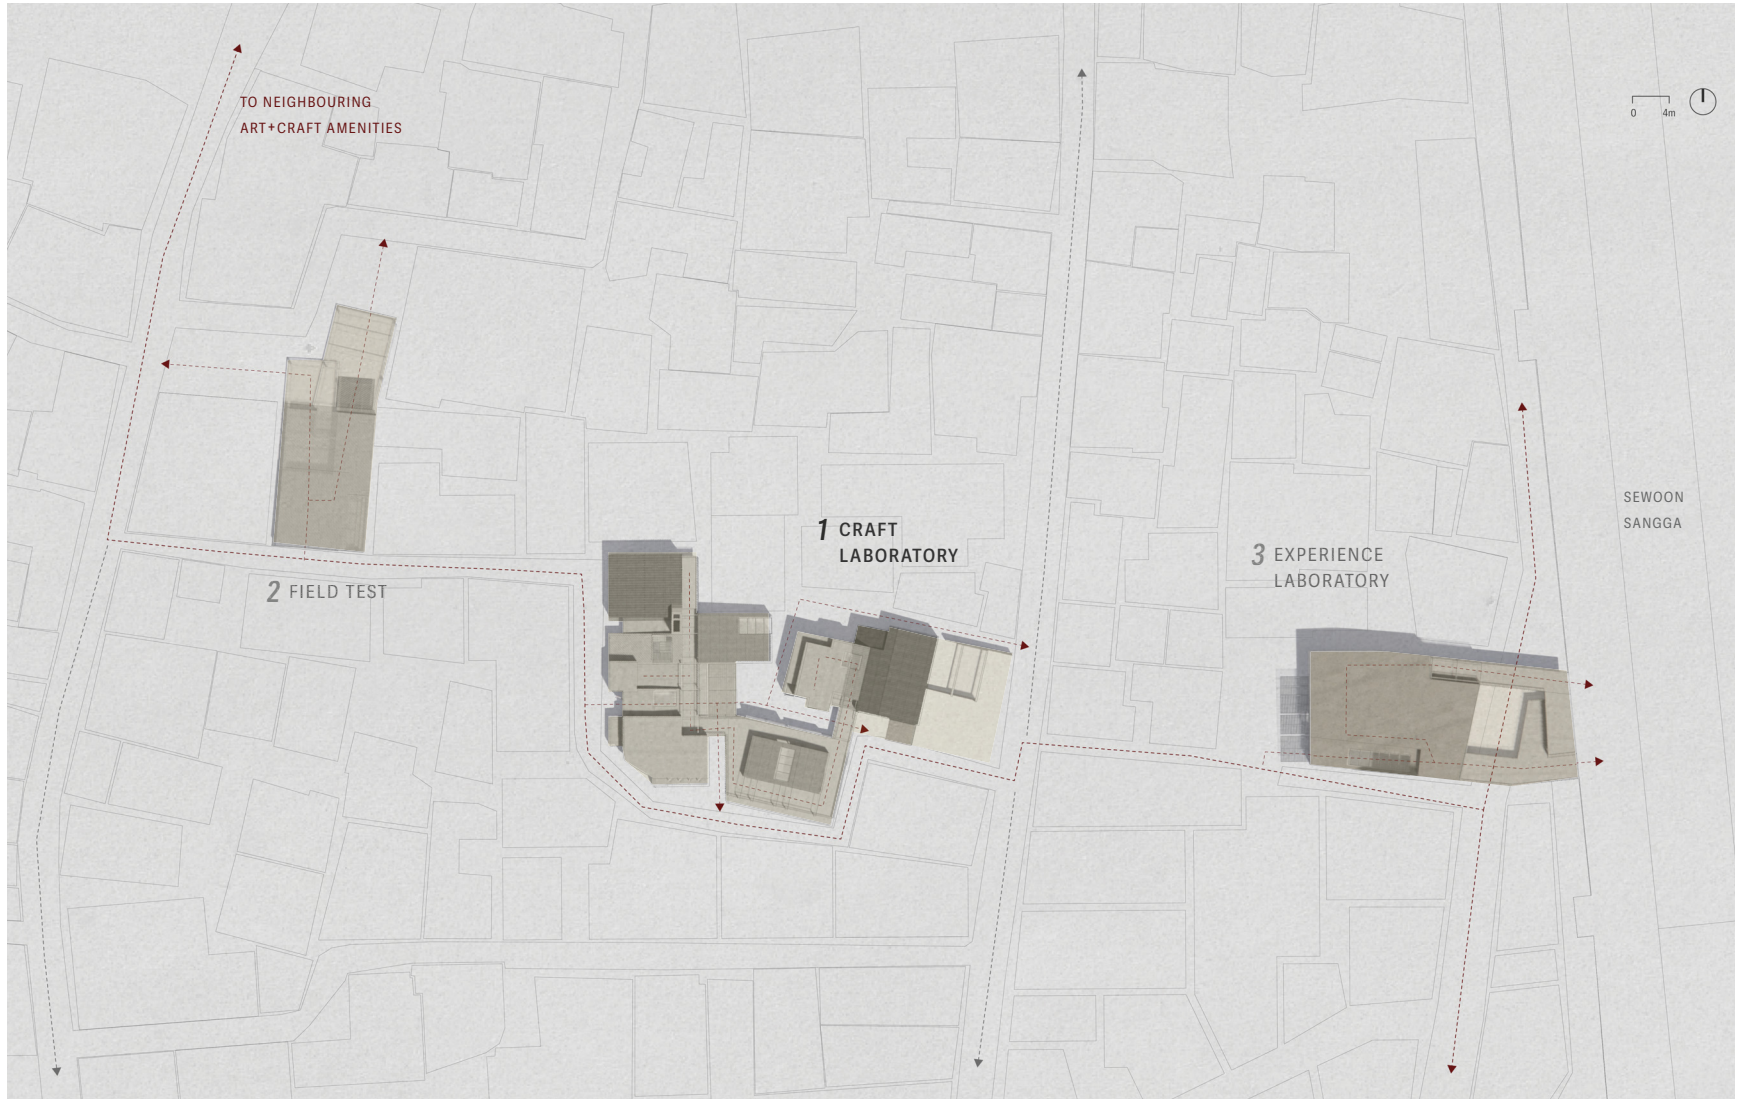 TO NEIGHBOURING
ART+CRAFT AMENITIES
0 4m
SEWOON
SANGGA
1 CRAFT
LABORATORY
3 EXPERIENCE
LABORATORY
2 FIELD TEST